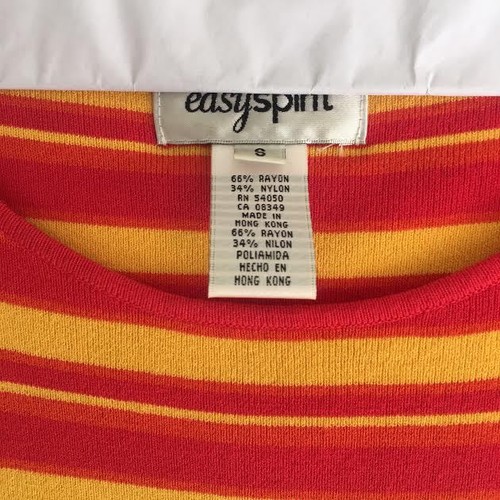 easyspirit
S
66% RAYON
34% NYLON
RN 54050
CA 08349
MADE IN
HONG KONG
66% RAYON
34% NILON
POLIAMIDA
HECHO EN
HONG KONG